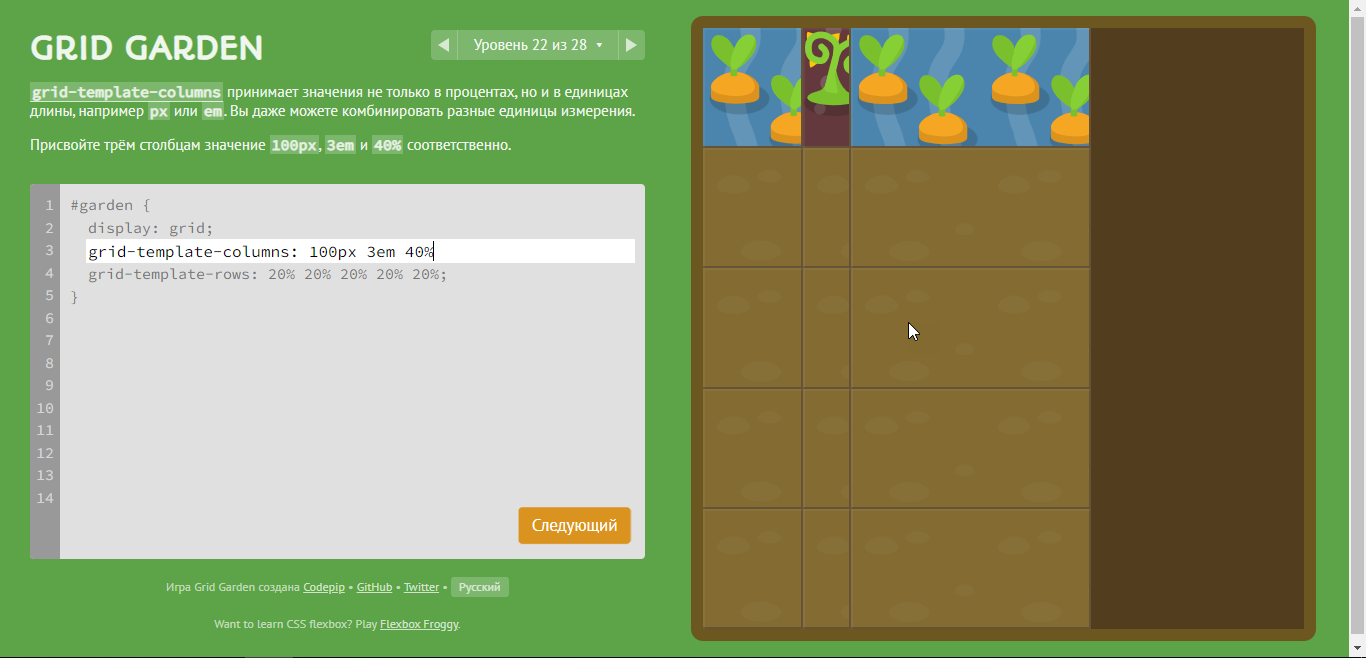 GRID GARDEN
◀ Уровень 22 из 28 ▾ ▶
grid-template-columns принимает значения не только в процентах, но и в единицах
длины, например px или em. Вы даже можете комбинировать разные единицы измерения.
Присвойте трём столбцам значение 100px, 3em и 40% соответственно.
1 #garden {
2 display: grid;
3 grid-template-columns: 100px 3em 40%
4 grid-template-rows: 20% 20% 20% 20% 20%;
5 }
6
7
8
9
10
11
12
13
14
Следующий
Игра Grid Garden создана Codepip • GitHub • Twitter • Русский
Want to learn CSS flexbox? Play Flexbox Froggy.